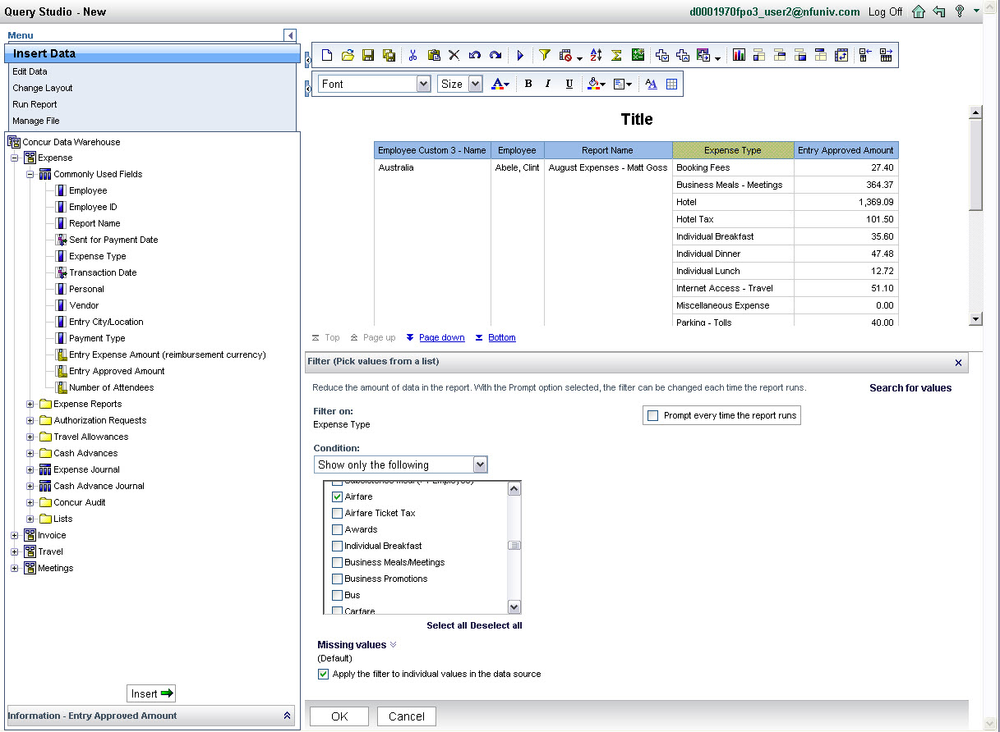 Query Studio - New
d0001970fpo3_user2@nfuniv.com Log Off
Menu
Insert Data
Edit Data
Change Layout
Run Report
Manage File
Concur Data Warehouse
Expense
Commonly Used Fields
Employee
Employee ID
Report Name
Sent for Payment Date
Expense Type
Transaction Date
Personal
Vendor
Entry City/Location
Payment Type
Entry Expense Amount (reimbursement currency)
Entry Approved Amount
Number of Attendees
Expense Reports
Authorization Requests
Travel Allowances
Cash Advances
Expense Journal
Cash Advance Journal
Concur Audit
Lists
Invoice
Travel
Meetings
Insert
Information - Entry Approved Amount
Font Size A B I U
Title
Employee Custom 3 - Name Employee Report Name Expense Type Entry Approved Amount
Australia Abele, Clint August Expenses - Matt Goss Booking Fees 27.40
Business Meals - Meetings 364.37
Hotel 1,369.09
Hotel Tax 101.50
Individual Breakfast 35.60
Individual Dinner 47.48
Individual Lunch 12.72
Internet Access - Travel 51.10
Miscellaneous Expense 0.00
Parking - Tolls 40.00
Top Page up Page down Bottom
Filter (Pick values from a list)
Reduce the amount of data in the report. With the Prompt option selected, the filter can be changed each time the report runs.
Search for values
Filter on:
Expense Type
Prompt every time the report runs
Condition:
Show only the following
Airfare
Airfare Ticket Tax
Awards
Individual Breakfast
Business Meals/Meetings
Business Promotions
Bus
Carfare
Select all Deselect all
Missing values
(Default)
Apply the filter to individual values in the data source
OK Cancel